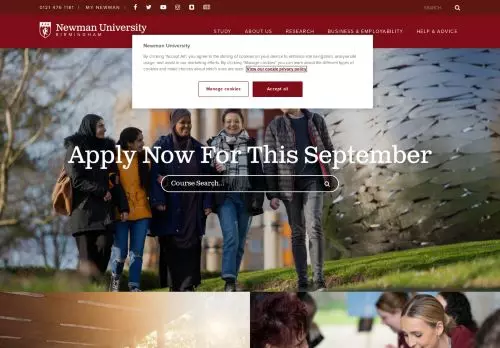 0121 476 1181 | MY NEWMAN |
SEARCH...
Newman University
BIRMINGHAM
STUDY ABOUT US RESEARCH BUSINESS & EMPLOYABILITY HELP & ADVICE
Newman University
By clicking "Accept All", you agree to the storing of cookies on your device to enhance site navigation, analyse site
usage, and assist in our marketing efforts. By clicking "Manage cookies" you can learn about the different types of
cookies and make choices about which ones are used. View our cookie privacy policy
Manage cookies
Accept all
Apply Now For This September
Course Search...